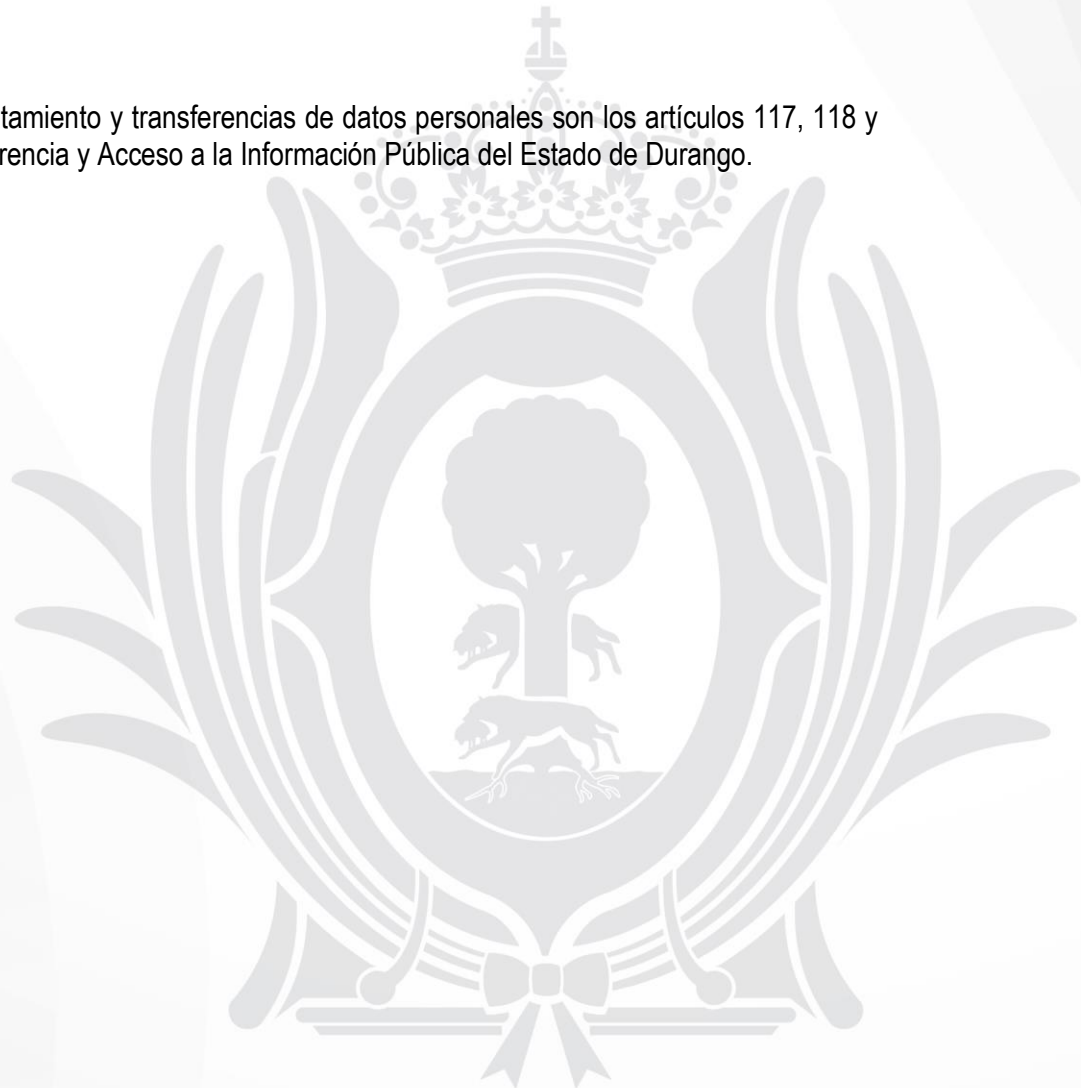 tamiento y transferencias de datos personales son los artículos 117, 118 y
rencia y Acceso a la Información Pública del Estado de Durango.